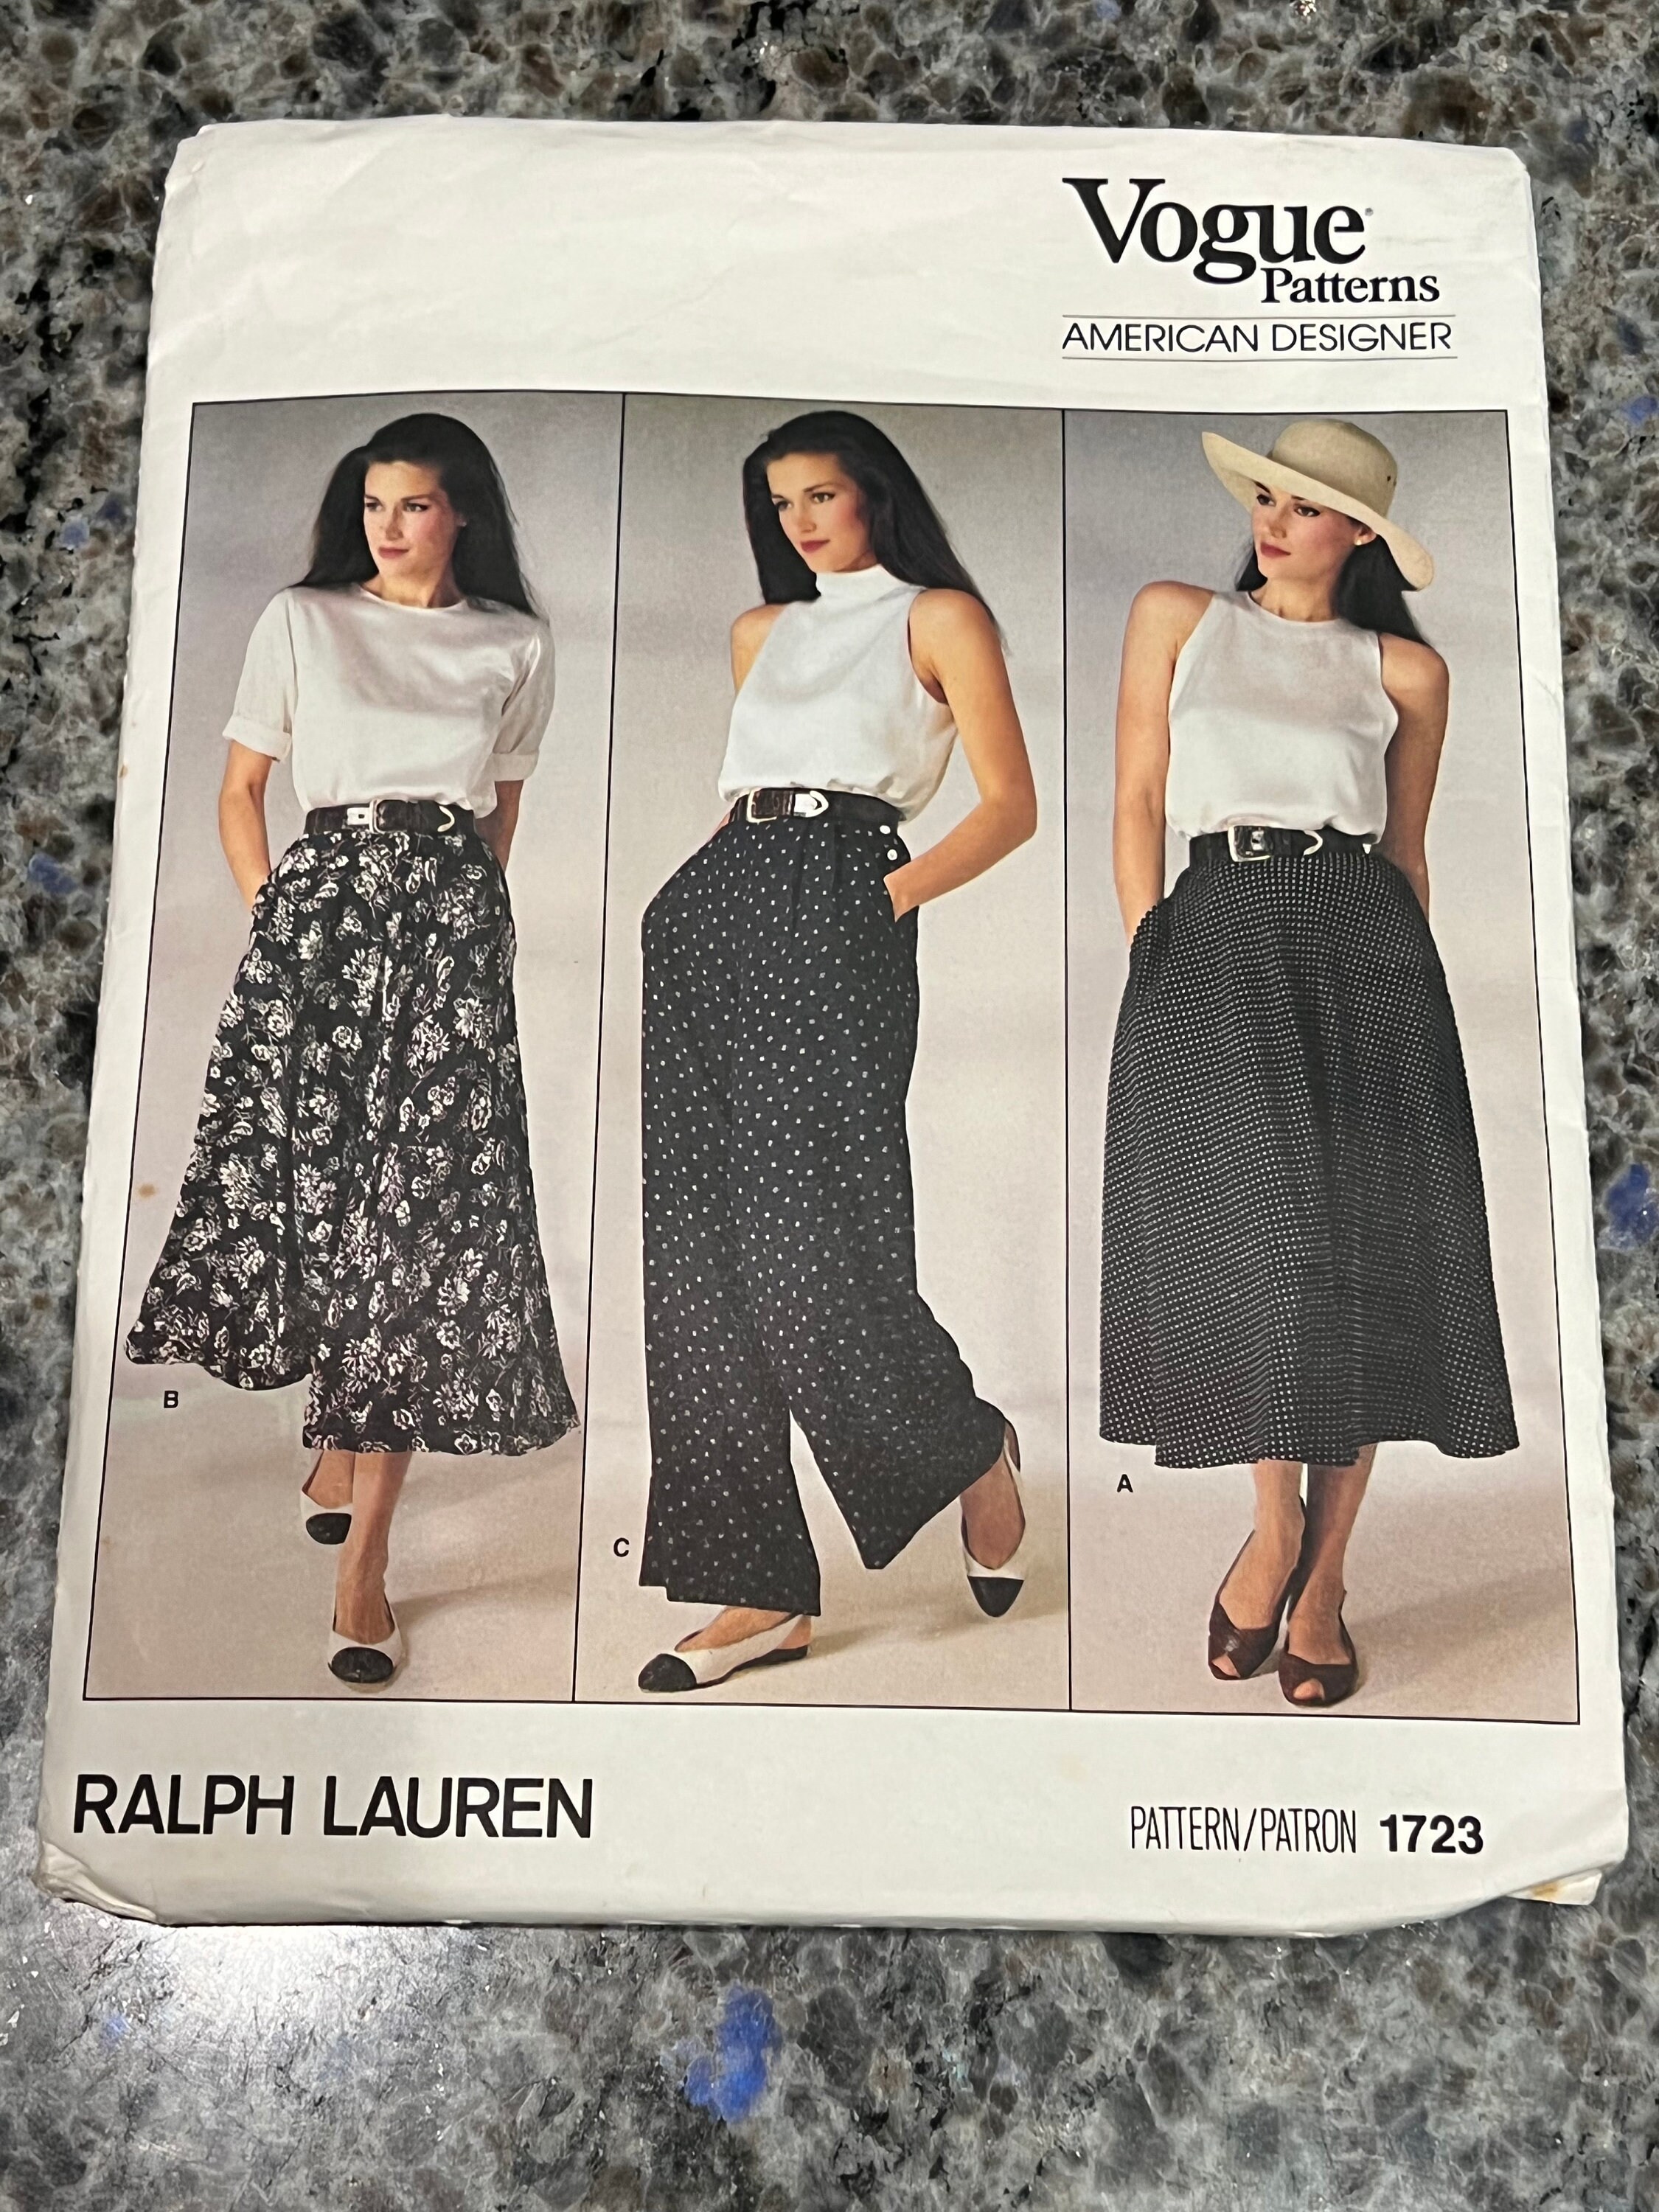 Vogue
Patterns
AMERICAN DESIGNER
B
C
A
RALPH LAUREN
PATTERN/PATRON 1723